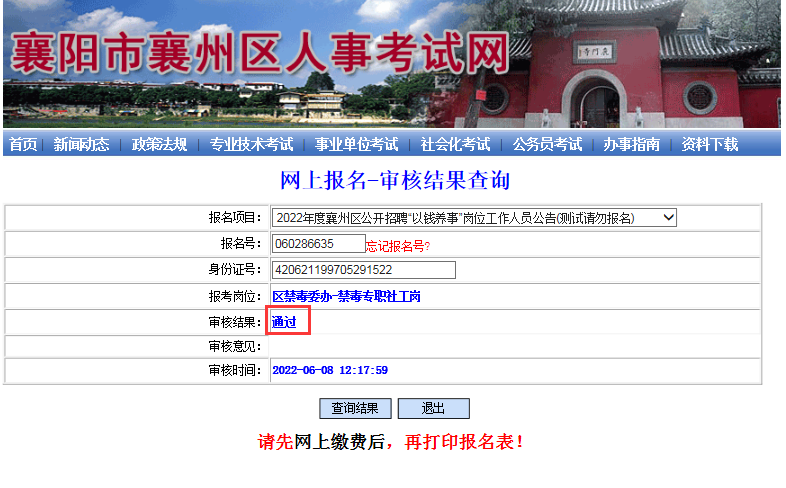 襄阳市襄州区人事考试网
寺门真
首页| 新闻动态 | 政策法规 | 专业技术考试 | 事业单位考试 | 社会化考试 | 公务员考试 | 办事指南 | 资料下载
网上报名-审核结果查询
报名项目: 2022年度襄州区公开招聘“以钱养事”岗位工作人员公告(测试请勿报名)
报名号: 060286635 忘记报名号?
身份证号: 420621199705291522
报考岗位: 区禁毒委办-禁毒专职社工岗
审核结果: 通过
审核意见:
审核时间: 2022-06-08 12:17:59
查询结果 退出
请先网上缴费后，再打印报名表！